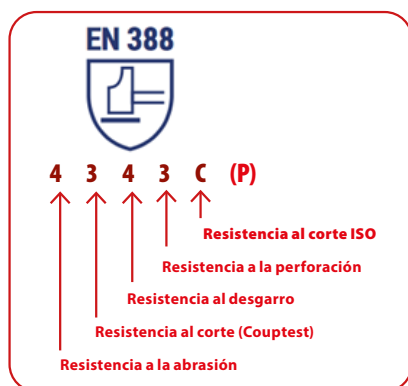 EN 388
4 3 4 3 C (P)
Resistencia al corte ISO
Resistencia a la perforación
Resistencia al desgarro
Resistencia al corte (Couptest)
Resistencia a la abrasión